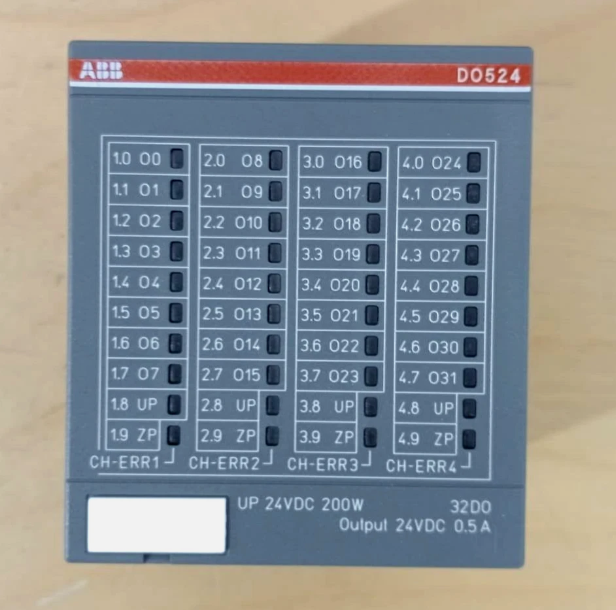 ABB DO524
1.0 O0 2.0 O8 3.0 O16 4.0 O24
1.1 O1 2.1 O9 3.1 O17 4.1 O25
1.2 O2 2.2 O10 3.2 O18 4.2 O26
1.3 O3 2.3 O11 3.3 O19 4.3 O27
1.4 O4 2.4 O12 3.4 O20 4.4 O28
1.5 O5 2.5 O13 3.5 O21 4.5 O29
1.6 O6 2.6 O14 3.6 O22 4.6 O30
1.7 O7 2.7 O15 3.7 O23 4.7 O31
1.8 UP 2.8 UP 3.8 UP 4.8 UP
1.9 ZP 2.9 ZP 3.9 ZP 4.9 ZP
CH-ERR1 CH-ERR2 CH-ERR3 CH-ERR4
UP 24VDC 200W 32DO
Output 24VDC 0.5A